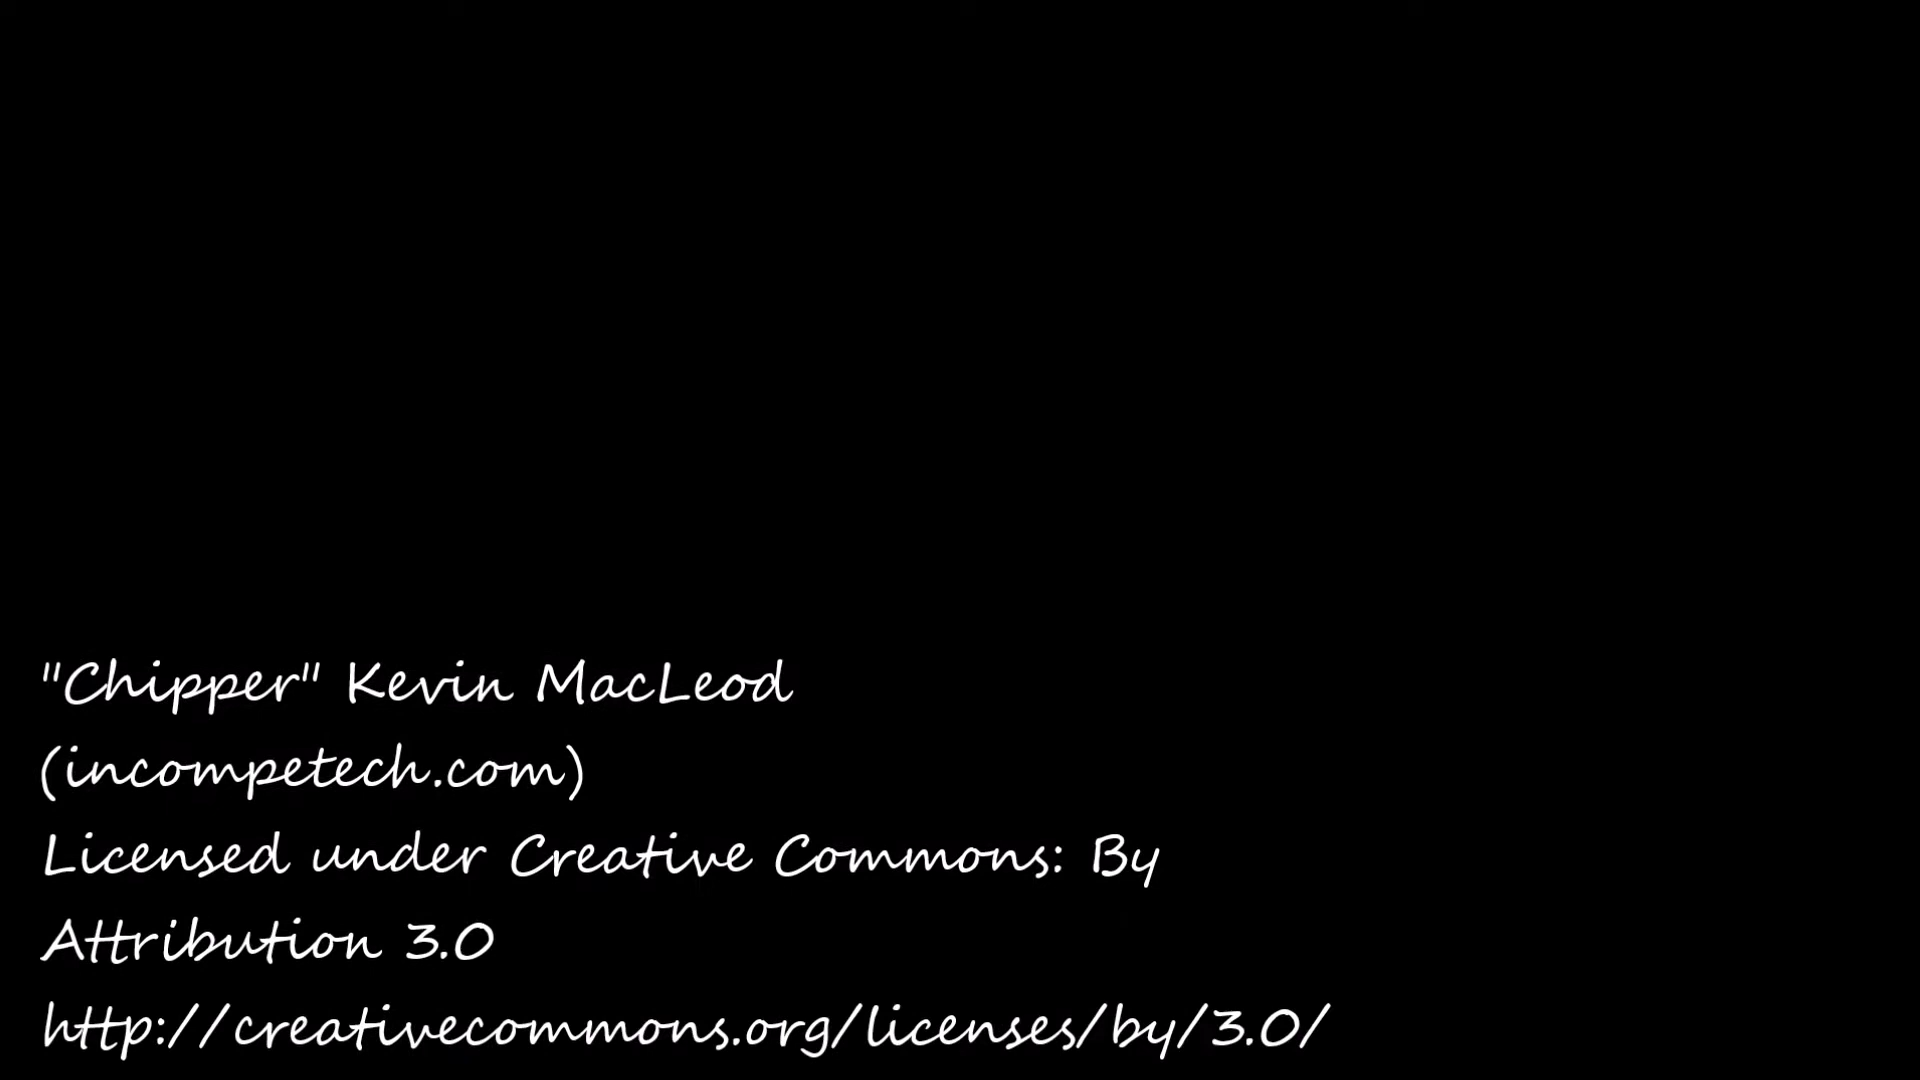 "Chipper" Kevin MacLeod
(incompetech.com)
Licensed under Creative Commons: By
Attribution 3.0
http://creativecommons.org/licenses/by/3.0/